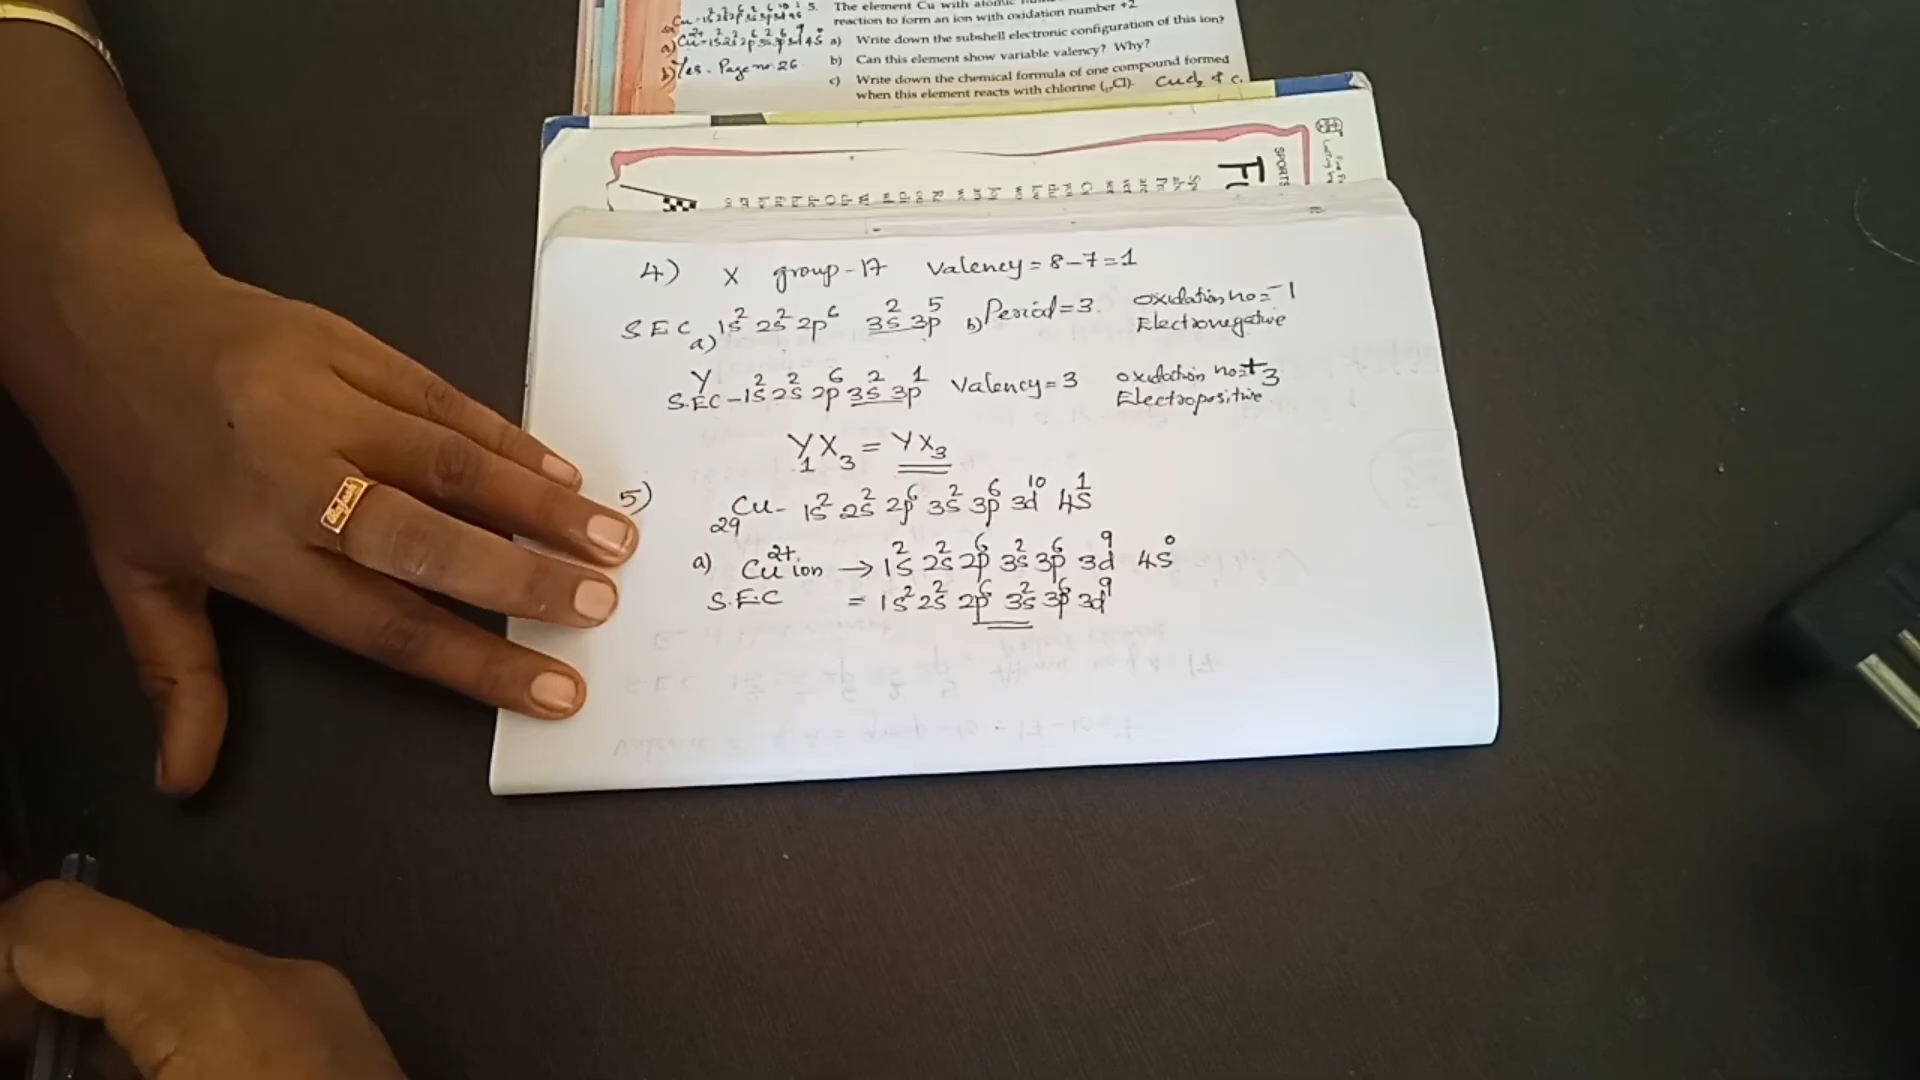 5. The element Cu with atomic
reaction to form an ion with oxidation number +2
a) Write down the subshell electronic configuration of this ion?
b) Can this element show variable valency? Why?
c) Write down the chemical formula of one compound formed
when this element reacts with chlorine (₁₇Cl).
b) Yes. Page no. 26
SPORTS
4) X group-17 Valency = 8-7=1
SEC a) 1s² 2s² 2p⁶ 3s² 3p⁵ b) Period=3. Oxidation no=-1
Electronegative
Y
S.EC-1s² 2s² 2p⁶ 3s² 3p¹ Valency=3 oxidation no=+3
Electropositive
Y₁X₃ = YX₃
5) ₂₉Cu- 1s² 2s² 2p⁶ 3s² 3p⁶ 3d¹⁰ 4s¹
a) Cu²⁺ ion → 1s² 2s² 2p⁶ 3s² 3p⁶ 3d⁹ 4s⁰
S.E.C = 1s² 2s² 2p⁶ 3s² 3p⁶ 3d⁹